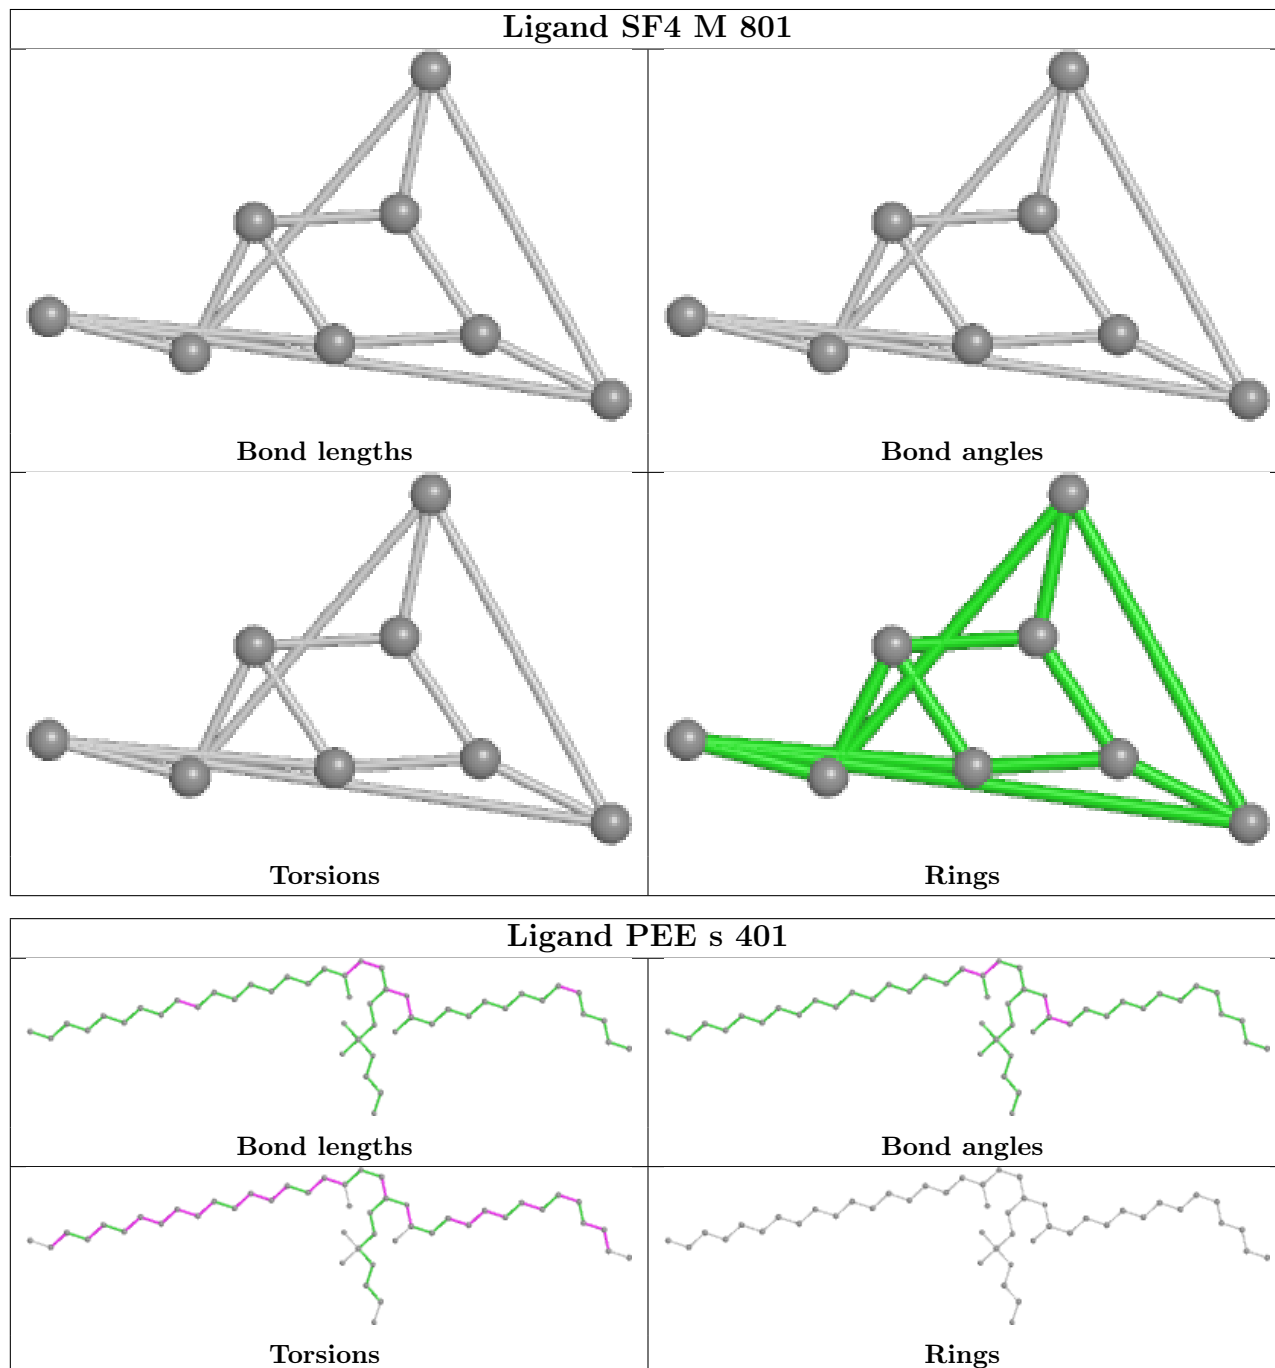 Ligand SF4 M 801
Bond lengths
Bond angles
Torsions
Rings
Ligand PEE s 401
Bond lengths
Bond angles
Torsions
Rings